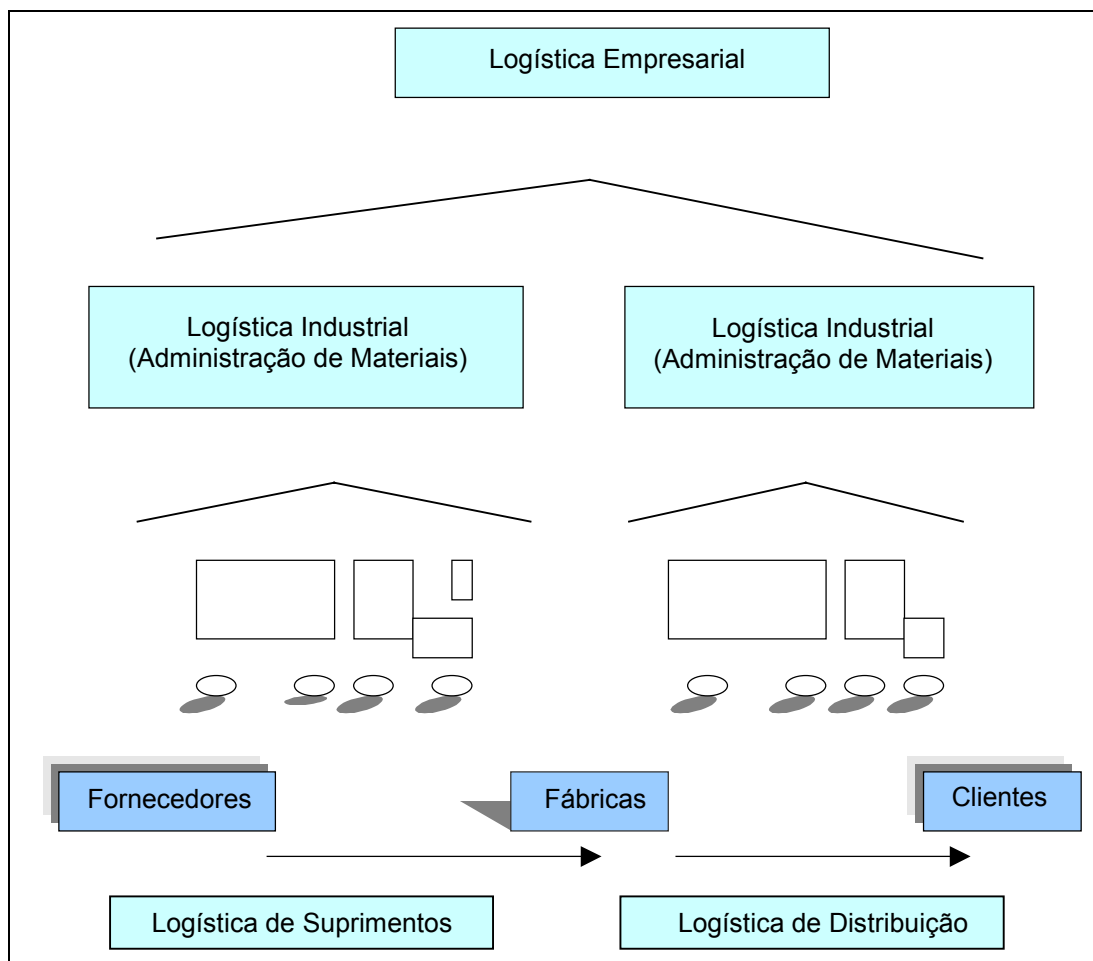 Logística Empresarial
Logística Industrial
(Administração de Materiais)
Logística Industrial
(Administração de Materiais)
Fornecedores
Fábricas
Clientes
Logística de Suprimentos
Logística de Distribuição